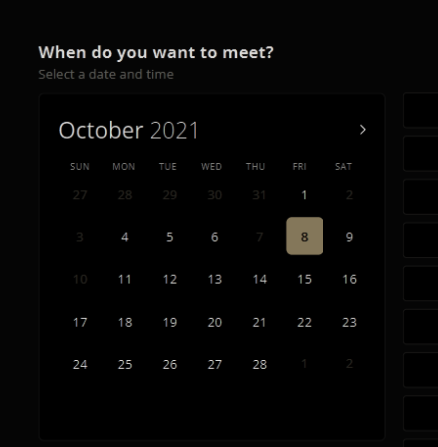 When do you want to meet?
Select a date and time
October 2021 >
SUN MON TUE WED THU FRI SAT
27 28 29 30 31 1 2
3 4 5 6 7 8 9
10 11 12 13 14 15 16
17 18 19 20 21 22 23
24 25 26 27 28 1 2